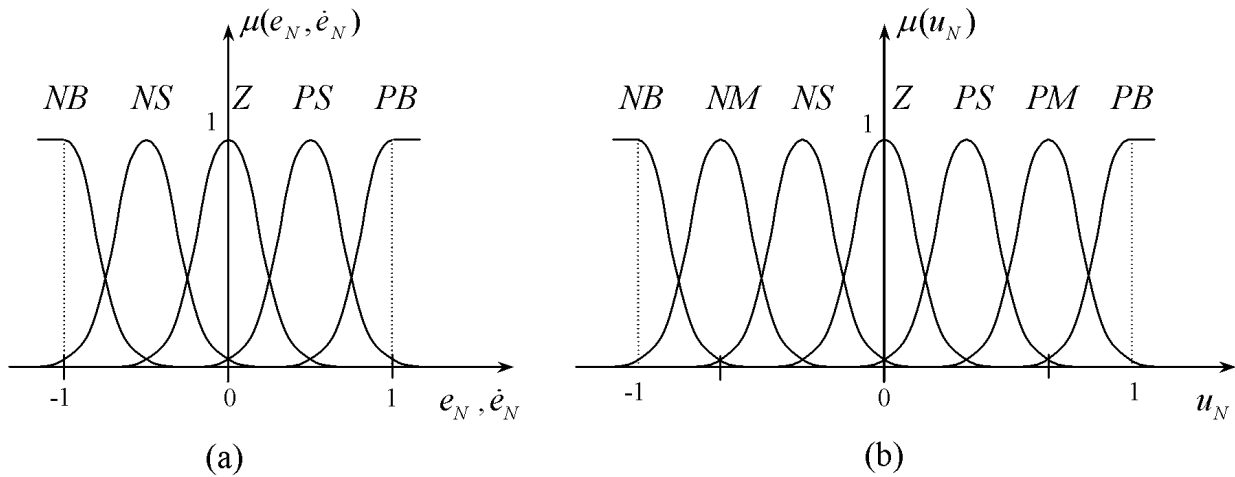 μ(e_N, ė_N)
NB NS Z PS PB
1
-1 0 1
e_N , ė_N
(a)
μ(u_N)
NB NM NS Z PS PM PB
1
-1 0 1
u_N
(b)